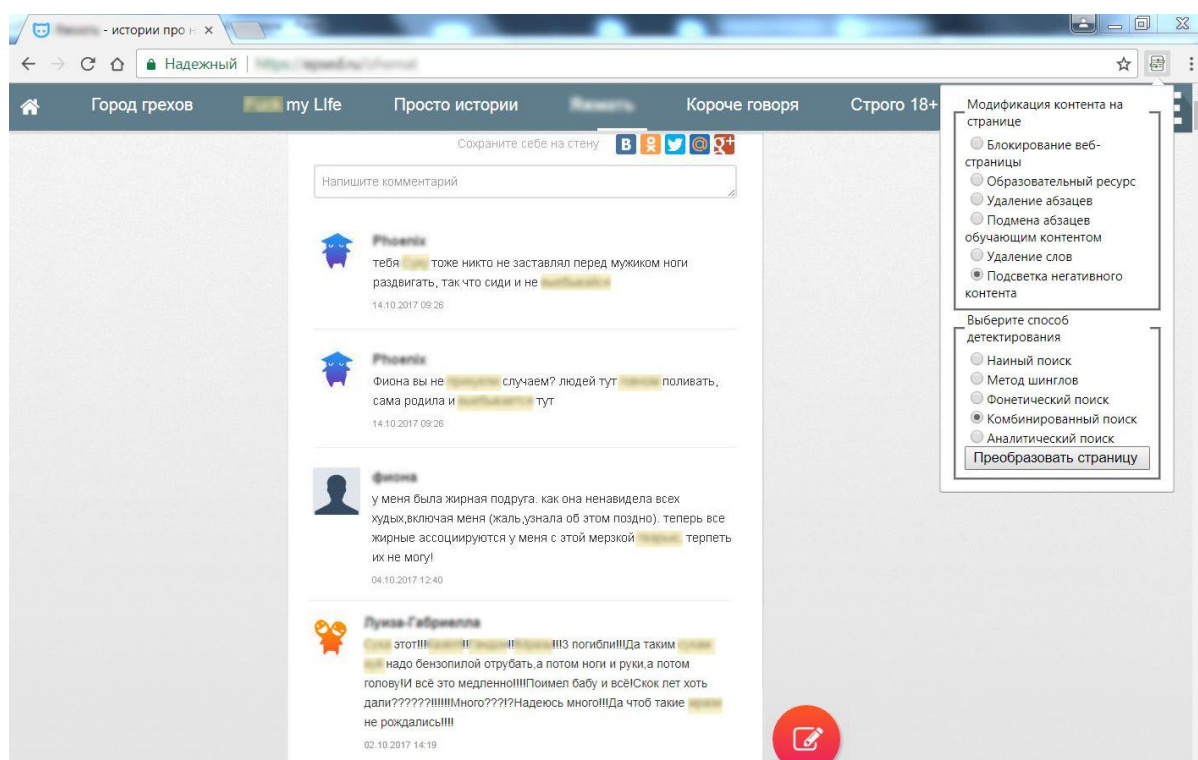 - истории про н
Надежный
Город грехов
my LIfe
Просто истории
Короче говоря
Строго 18+
Сохраните себе на стену
Напишите комментарий
тебя тоже никто не заставлял перед мужиком ноги
раздвигать, так что сиди и не
14.10.2017 09:26
Фиона вы не случаем? людей тут поливать,
сама родила и тут
14.10.2017 09:26
у меня была жирная подруга. как она ненавидела всех
худых,включая меня (жаль,узнала об этом поздно). теперь все
жирные ассоциируются у меня с этой мерзкой терпеть
их не могу!
04.10.2017 12:40
этот!!! !! !! !!!3 погибли!!!Да таким
надо бензопилой отрубать,а потом ноги и руки,а потом
голову!И всё это медленно!!!!Поимел бабу и всё!Скок лет хоть
дали??????!!!!!!Много???!?Надеюсь много!!!Да чтоб такие
не рождались!!!!
02.10.2017 14:19
Модификация контента на
странице
Блокирование веб-
страницы
Образовательный ресурс
Удаление абзацев
Подмена абзацев
обучающим контентом
Удаление слов
Подсветка негативного
контента
Выберите способ
детектирования
Наиный поиск
Метод шинглов
Фонетический поиск
Комбинированный поиск
Аналитический поиск
Преобразовать страницу